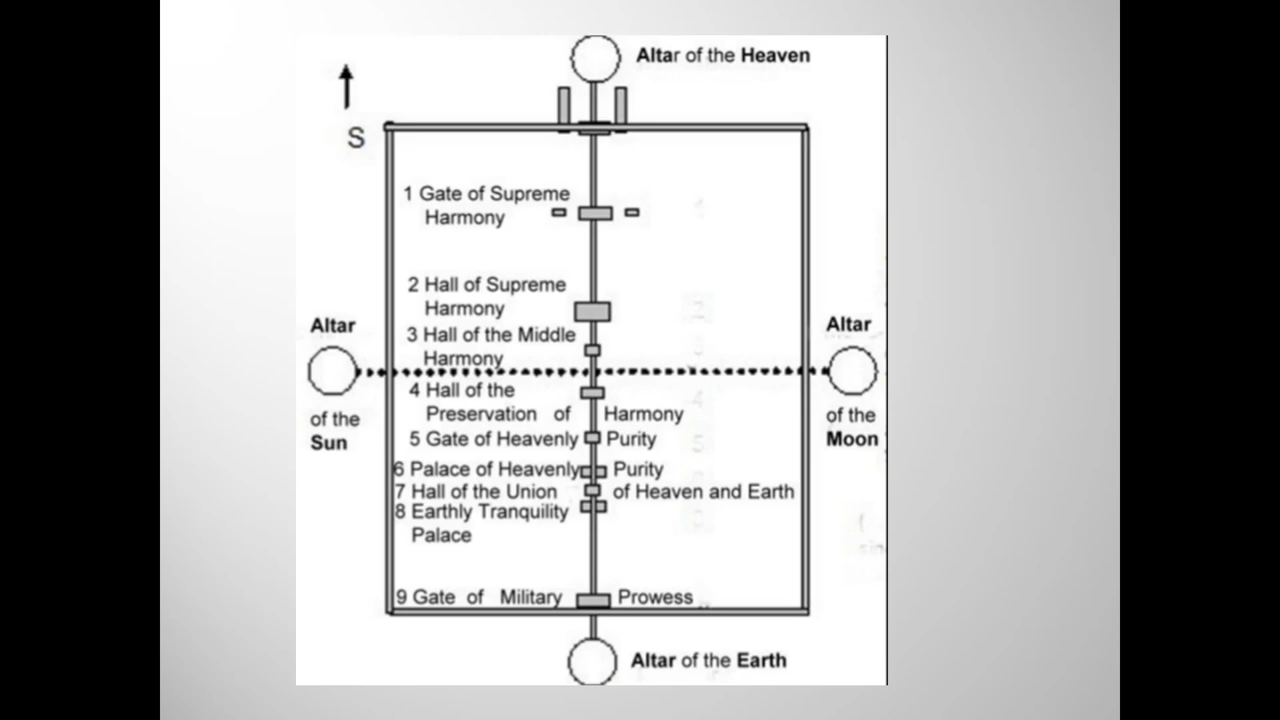 Altar of the Heaven
S
1 Gate of Supreme
Harmony
2 Hall of Supreme
Harmony
Altar
Altar
3 Hall of the Middle
Harmony
4 Hall of the
Preservation of Harmony
of the
Sun
of the
Moon
5 Gate of Heavenly Purity
6 Palace of Heavenly Purity
7 Hall of the Union of Heaven and Earth
8 Earthly Tranquility
Palace
9 Gate of Military Prowess
Altar of the Earth